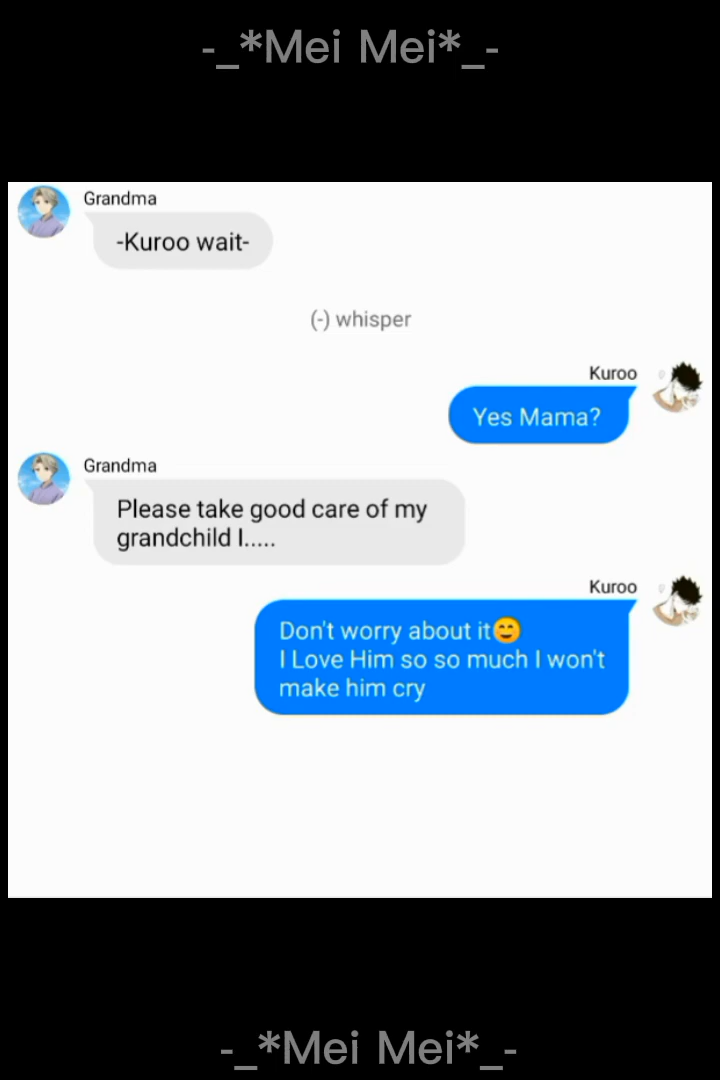 -_*Mei Mei*_-
Grandma
-Kuroo wait-
(-) whisper
Kuroo
Yes Mama?
Grandma
Please take good care of my
grandchild I.....
Kuroo
Don't worry about it😊
I Love Him so so much I won't
make him cry
-_*Mei Mei*_-